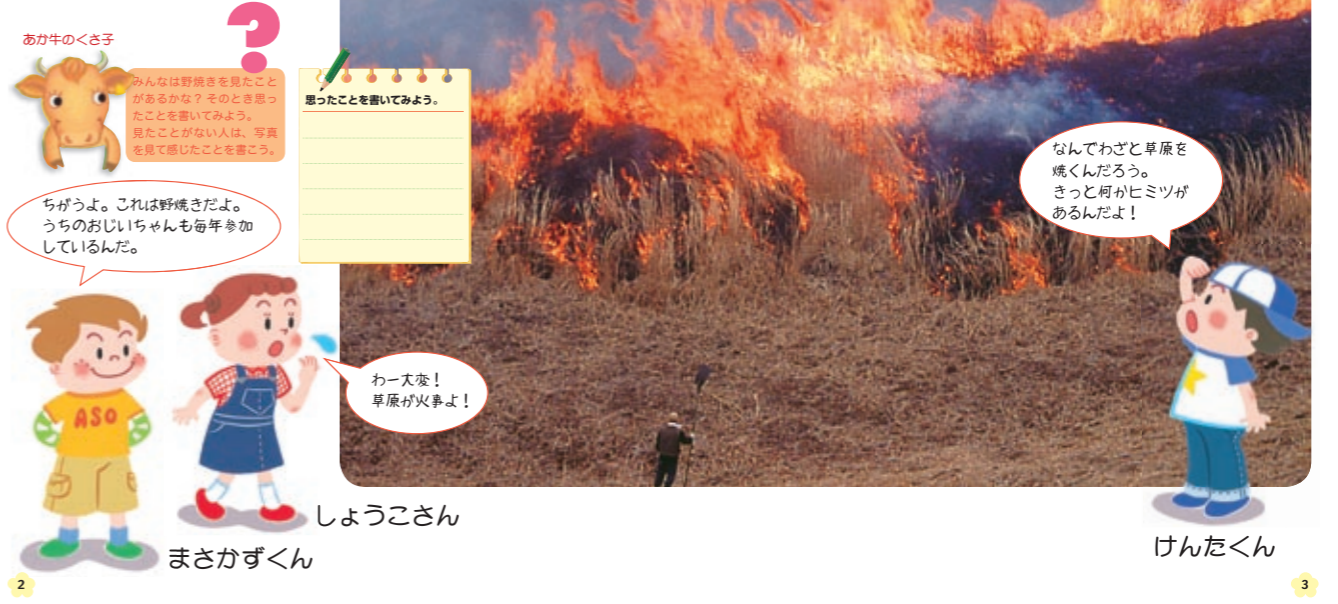 ?
あか牛のくさ子
みんなは野焼きを見たこと
があるかな？そのとき思っ
たことを書いてみよう。
見たことがない人は、写真
を見て感じたことを書こう。
思ったことを書いてみよう。
わー大変！
草原が火事よ！
ちがうよ。これは野焼きだよ。
うちのおじいちゃんも毎年参加
しているんだ。
なんでわざと草原を
焼くんだろう。
きっと何かヒミツが
あるんだよ！
ASO
しょうこさん
まさかずくん
けんたくん
2
3